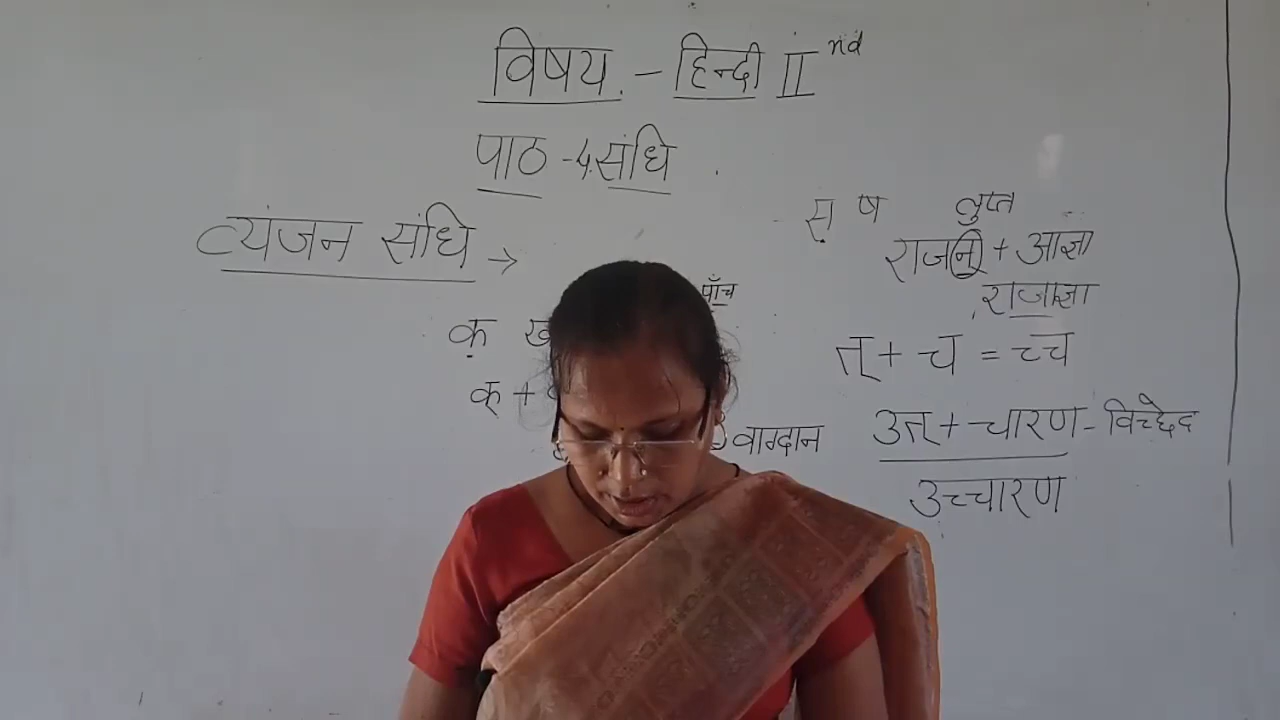 विषय - हिन्दी II nd
पाठ - 4. संधि
व्यंजन संधि →
क ख
पाँच
क् +
वाग्दान
स् ष लुप्त
राजन् + आज्ञा
राजाज्ञा
त् + च = च्च
उत् + चारण - विच्छेद
उच्चारण